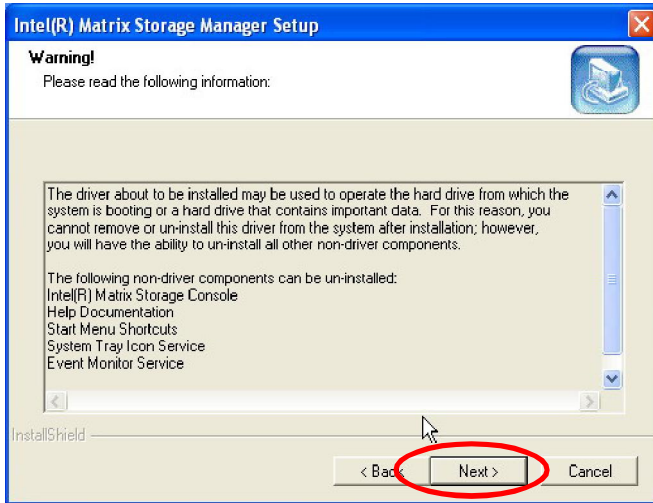 Intel(R) Matrix Storage Manager Setup
Warning!
Please read the following information:
The driver about to be installed may be used to operate the hard drive from which the
system is booting or a hard drive that contains important data. For this reason, you
cannot remove or un-install this driver from the system after installation; however,
you will have the ability to un-install all other non-driver components.
The following non-driver components can be un-installed:
Intel(R) Matrix Storage Console
Help Documentation
Start Menu Shortcuts
System Tray Icon Service
Event Monitor Service
InstallShield
< Back Next > Cancel